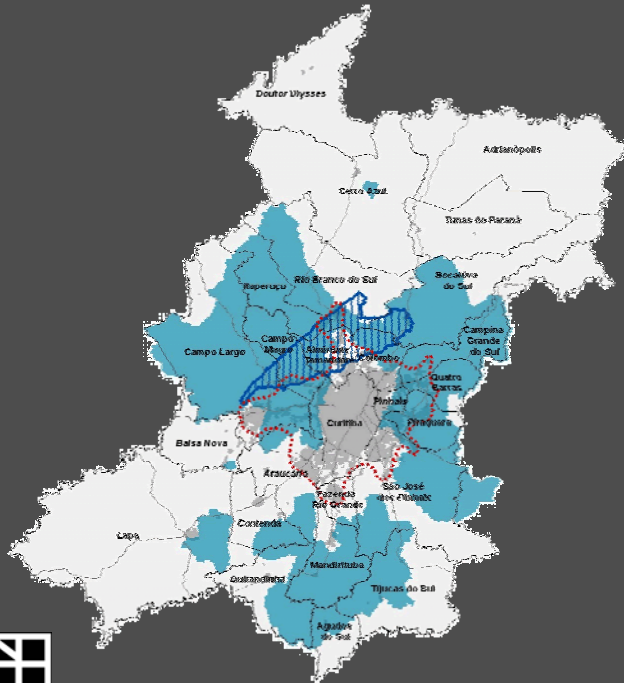 Doutor Ulysses
Adrianópolis
Cerro Azul
Tunas do Paraná
Rio Branco do Sul
Bocaiúva
do Sul
Itaperuçu
Campo
Magro
Campina
Grande
do Sul
Campo Largo
Almirante
Tamandaré
Colombo
Quatro
Barras
Pinhais
Curitiba
Piraquara
Balsa Nova
Araucária
São José
dos Pinhais
Fazenda
Rio Grande
Contenda
Lapa
Mandirituba
Quitandinha
Tijucas do Sul
Agudos
do Sul